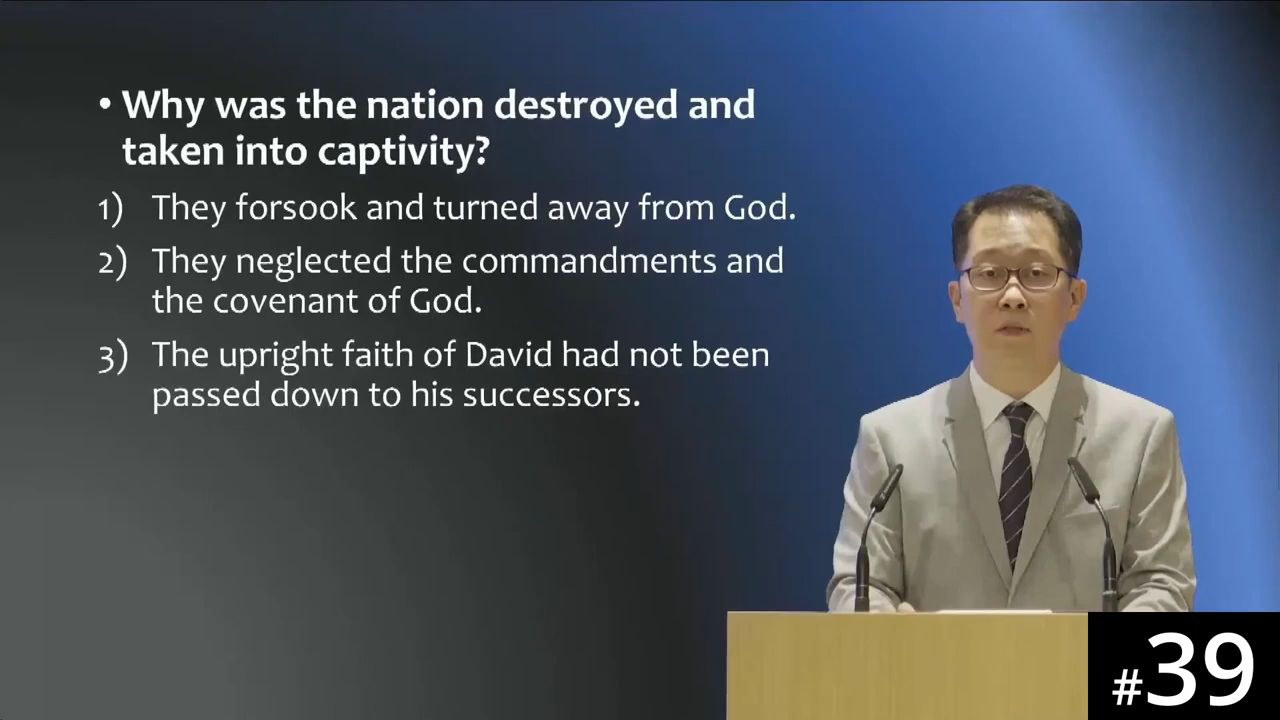 • Why was the nation destroyed and
taken into captivity?
1) They forsook and turned away from God.
2) They neglected the commandments and
the covenant of God.
3) The upright faith of David had not been
passed down to his successors.
#39